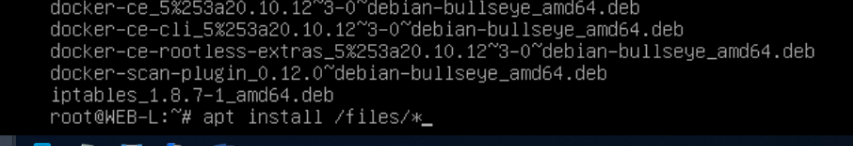 docker-ce_5%253a20.10.12~3-0~debian-bullseye_amd64.deb
docker-ce-cli_5%253a20.10.12~3-0~debian-bullseye_amd64.deb
docker-ce-rootless-extras_5%253a20.10.12~3-0~debian-bullseye_amd64.deb
docker-scan-plugin_0.12.0~debian-bullseye_amd64.deb
iptables_1.8.7-1_amd64.deb
root@WEB-L:~# apt install /files/*_